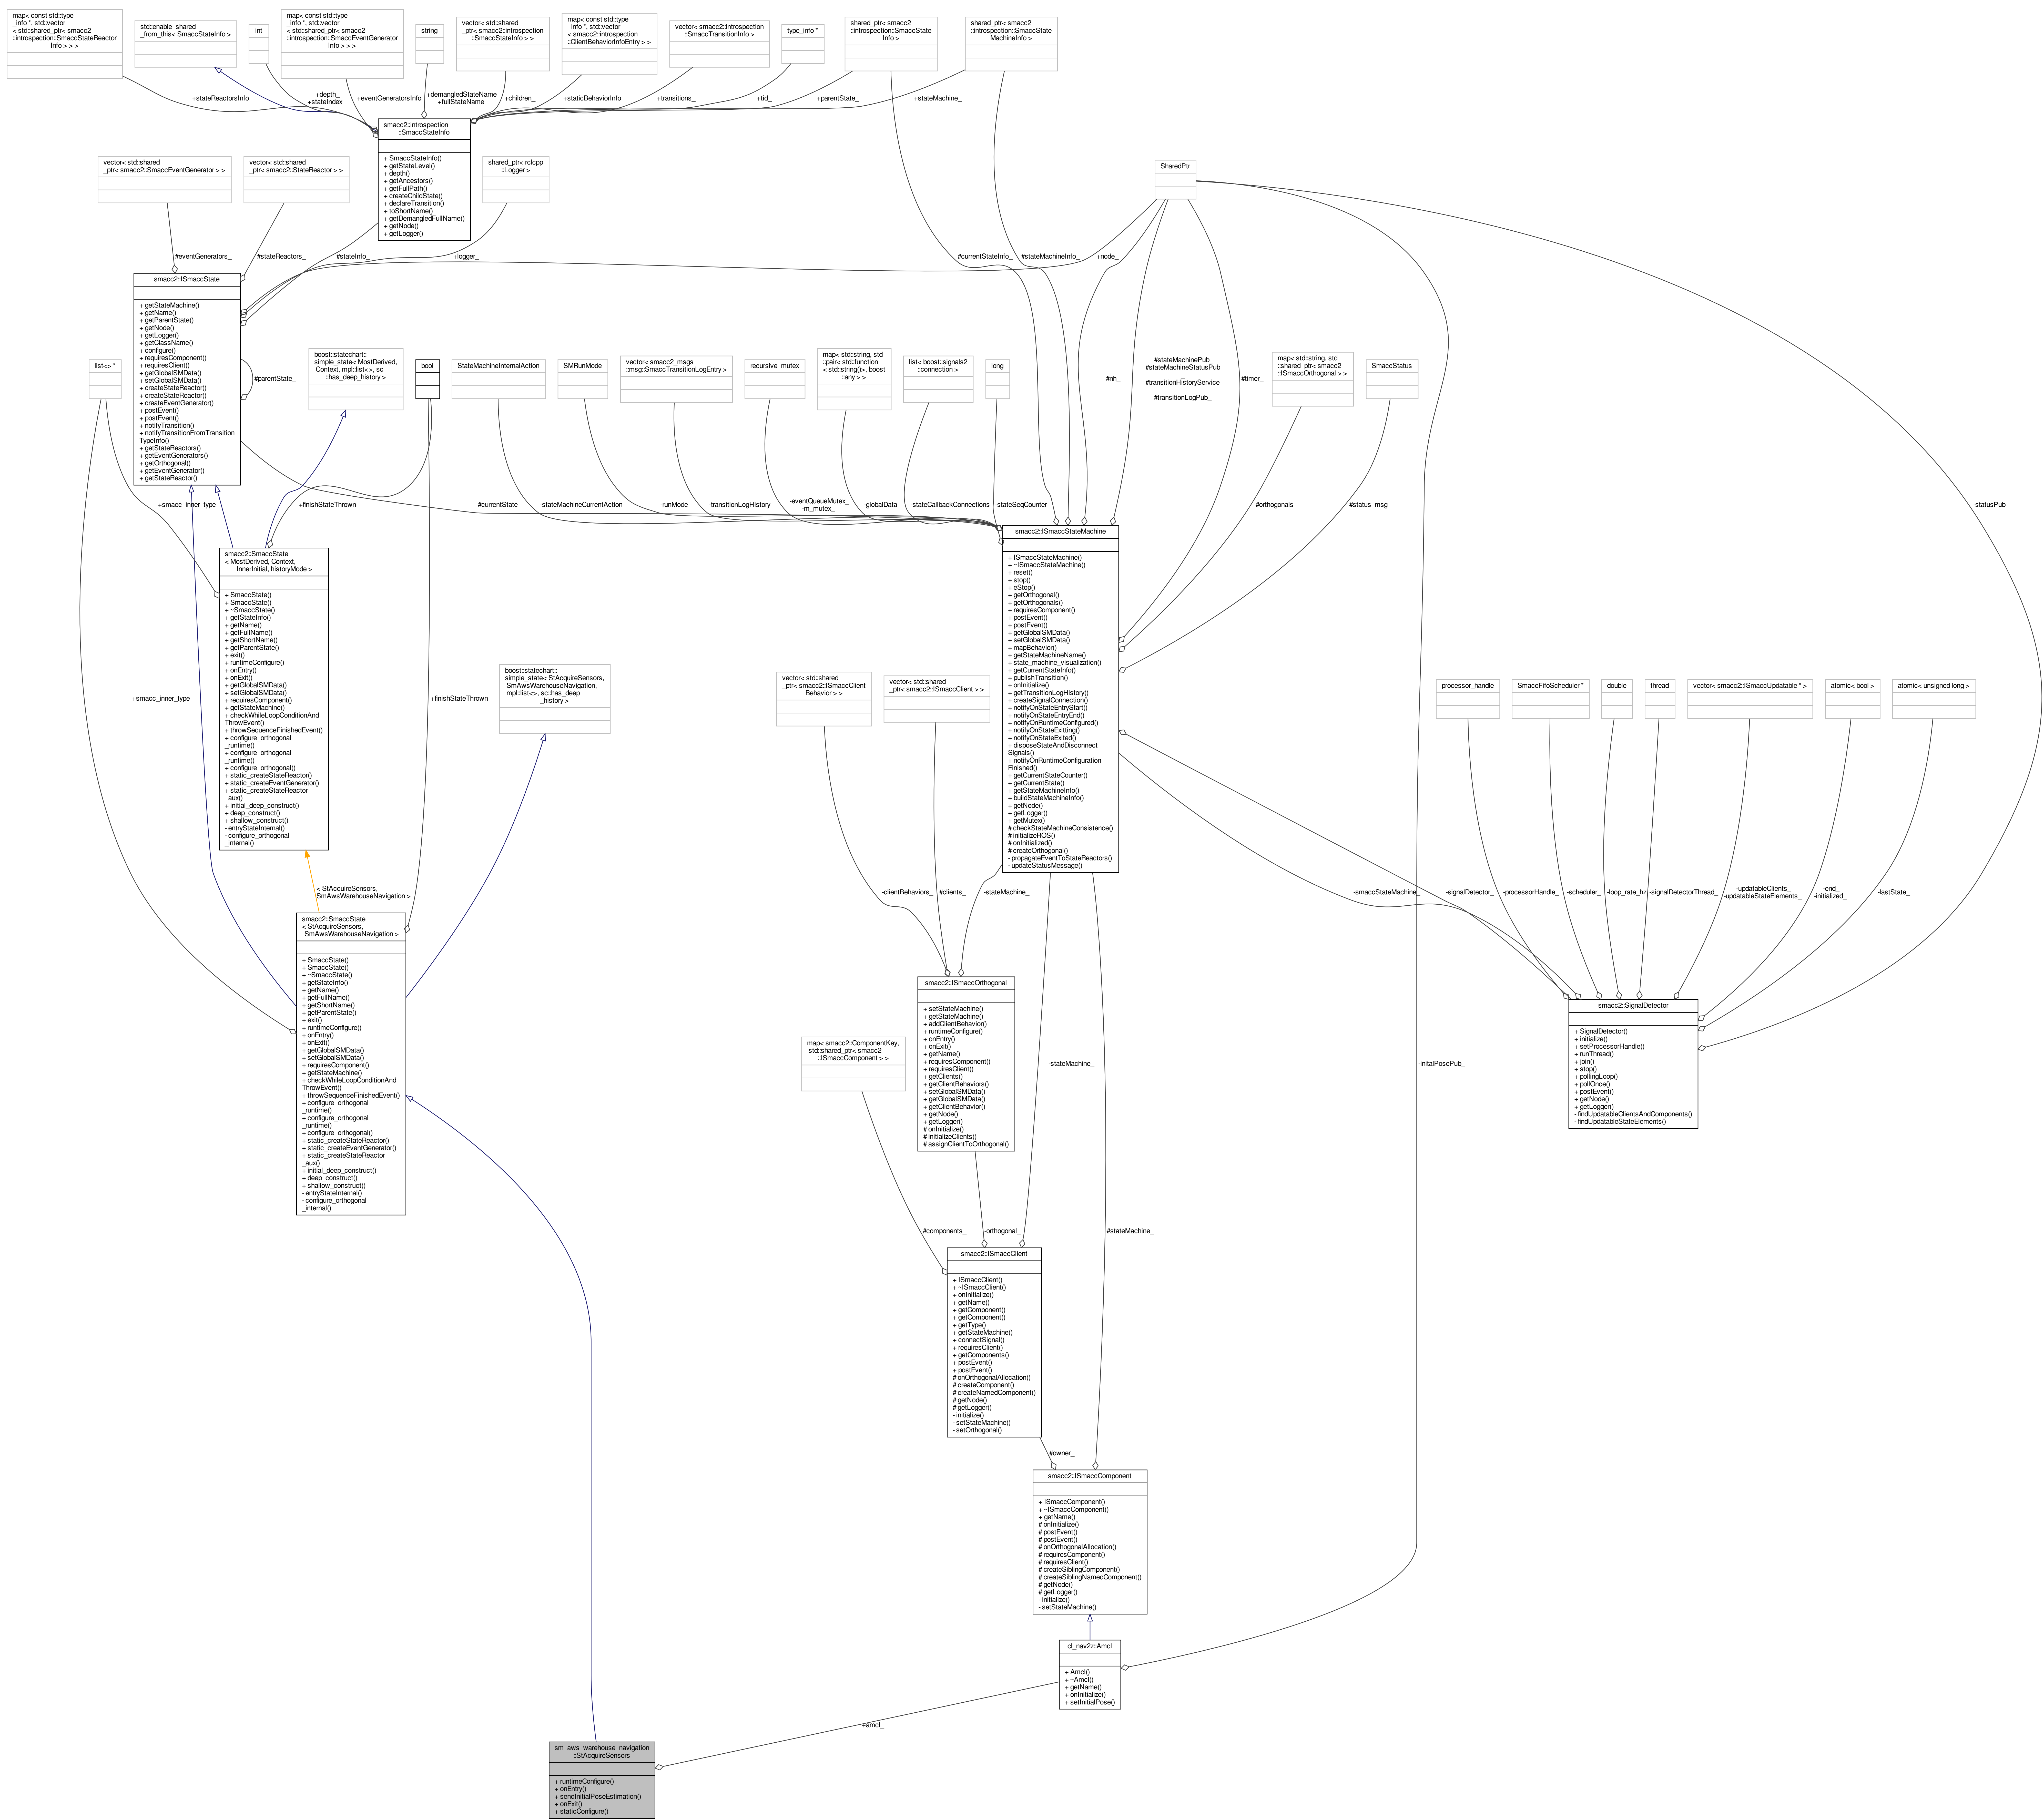 map< const std::type
_info *, std::vector
< std::shared_ptr< smacc2
::introspection::SmaccStateReactor
Info > > >
std::enable_shared
_from_this< SmaccStateInfo >
int
map< const std::type
_info *, std::vector
< std::shared_ptr< smacc2
::introspection::SmaccEventGenerator
Info > > >
string
vector< std::shared
_ptr< smacc2::introspection
::SmaccStateInfo > >
map< const std::type
_info *, std::vector
< smacc2::introspection
::ClientBehaviorInfoEntry > >
vector< smacc2::introspection
::SmaccTransitionInfo >
type_info *
shared_ptr< smacc2
::introspection::SmaccState
Info >
shared_ptr< smacc2
::introspection::SmaccState
MachineInfo >
+stateReactorsInfo
+depth_
+stateIndex_
+eventGeneratorsInfo
+demangledStateName
+fullStateName
+children_
+staticBehaviorInfo
+transitions_
+tid_
+parentState_
+stateMachine_
smacc2::introspection
::SmaccStateInfo
+ SmaccStateInfo()
+ getStateLevel()
+ depth()
+ getAncestors()
+ getFullPath()
+ createChildState()
+ declareTransition()
+ toShortName()
+ getDemangledFullName()
+ getNode()
+ getLogger()
vector< std::shared
_ptr< smacc2::SmaccEventGenerator > >
vector< std::shared
_ptr< smacc2::StateReactor > >
shared_ptr< rclcpp
::Logger >
SharedPtr
#eventGenerators_
#stateReactors_
#stateInfo_
+logger_
#currentStateInfo_
#stateMachineInfo_
+node_
smacc2::ISmaccState
+ getStateMachine()
+ getName()
+ getParentState()
+ getNode()
+ getLogger()
+ getClassName()
+ configure()
+ requiresComponent()
+ requiresClient()
+ getGlobalSMData()
+ setGlobalSMData()
+ createStateReactor()
+ createStateReactor()
+ createEventGenerator()
+ postEvent()
+ postEvent()
+ notifyTransition()
+ notifyTransitionFromTransition
TypeInfo()
+ getStateReactors()
+ getEventGenerators()
+ getOrthogonal()
+ getEventGenerator()
+ getStateReactor()
#parentState_
list<> *
boost::statechart::
simple_state< MostDerived,
Context, mpl::list<>, sc
::has_deep_history >
bool
StateMachineInternalAction
SMRunMode
vector< smacc2_msgs
::msg::SmaccTransitionLogEntry >
recursive_mutex
map< std::string, std
::pair< std::function
< std::string()>, boost
::any > >
list< boost::signals2
::connection >
long
#nh_
#stateMachinePub_
#stateMachineStatusPub
_
#transitionHistoryService
_
#transitionLogPub_
#timer_
map< std::string, std
::shared_ptr< smacc2
::ISmaccOrthogonal > >
SmaccStatus
+smacc_inner_type
+finishStateThrown
#currentState_
-stateMachineCurrentAction
-runMode_
-transitionLogHistory_
-eventQueueMutex_
-m_mutex_
-globalData_
-stateCallbackConnections
-stateSeqCounter_
#orthogonals_
#status_msg_
-statusPub_
smacc2::SmaccState
< MostDerived, Context,
InnerInitial, historyMode >
+ SmaccState()
+ SmaccState()
+ ~SmaccState()
+ getStateInfo()
+ getName()
+ getFullName()
+ getShortName()
+ getParentState()
+ exit()
+ runtimeConfigure()
+ onEntry()
+ onExit()
+ getGlobalSMData()
+ setGlobalSMData()
+ requiresComponent()
+ getStateMachine()
+ checkWhileLoopConditionAnd
ThrowEvent()
+ throwSequenceFinishedEvent()
+ configure_orthogonal
_runtime()
+ configure_orthogonal
_runtime()
+ configure_orthogonal()
+ static_createStateReactor()
+ static_createEventGenerator()
+ static_createStateReactor
_aux()
+ initial_deep_construct()
+ deep_construct()
+ shallow_construct()
- entryStateInternal()
- configure_orthogonal
_internal()
smacc2::ISmaccStateMachine
+ ISmaccStateMachine()
+ ~ISmaccStateMachine()
+ reset()
+ stop()
+ eStop()
+ getOrthogonal()
+ getOrthogonals()
+ requiresComponent()
+ postEvent()
+ postEvent()
+ getGlobalSMData()
+ setGlobalSMData()
+ mapBehavior()
+ getStateMachineName()
+ state_machine_visualization()
+ getCurrentStateInfo()
+ publishTransition()
+ onInitialize()
+ getTransitionLogHistory()
+ createSignalConnection()
+ notifyOnStateEntryStart()
+ notifyOnStateEntryEnd()
+ notifyOnRuntimeConfigured()
+ notifyOnStateExitting()
+ notifyOnStateExited()
+ disposeStateAndDisconnect
Signals()
+ notifyOnRuntimeConfiguration
Finished()
+ getCurrentStateCounter()
+ getCurrentState()
+ getStateMachineInfo()
+ buildStateMachineInfo()
+ getNode()
+ getLogger()
+ getMutex()
# checkStateMachineConsistence()
# initializeROS()
# onInitialized()
# createOrthogonal()
- propagateEventToStateReactors()
- updateStatusMessage()
+smacc_inner_type
+finishStateThrown
boost::statechart::
simple_state< StAcquireSensors,
SmAwsWarehouseNavigation,
mpl::list<>, sc::has_deep
_history >
vector< std::shared
_ptr< smacc2::ISmaccClient
Behavior > >
vector< std::shared
_ptr< smacc2::ISmaccClient > >
processor_handle
SmaccFifoScheduler *
double
thread
vector< smacc2::ISmaccUpdatable * >
atomic< bool >
atomic< unsigned long >
< StAcquireSensors,
SmAwsWarehouseNavigation >
-clientBehaviors_
#clients_
-stateMachine_
-smaccStateMachine_
-signalDetector_
-processorHandle_
-scheduler_
-loop_rate_hz
-signalDetectorThread_
-updatableClients_
-updatableStateElements_
-end_
-initialized_
-lastState_
smacc2::SmaccState
< StAcquireSensors,
SmAwsWarehouseNavigation >
+ SmaccState()
+ SmaccState()
+ ~SmaccState()
+ getStateInfo()
+ getName()
+ getFullName()
+ getShortName()
+ getParentState()
+ exit()
+ runtimeConfigure()
+ onEntry()
+ onExit()
+ getGlobalSMData()
+ setGlobalSMData()
+ requiresComponent()
+ getStateMachine()
+ checkWhileLoopConditionAnd
ThrowEvent()
+ throwSequenceFinishedEvent()
+ configure_orthogonal
_runtime()
+ configure_orthogonal
_runtime()
+ configure_orthogonal()
+ static_createStateReactor()
+ static_createEventGenerator()
+ static_createStateReactor
_aux()
+ initial_deep_construct()
+ deep_construct()
+ shallow_construct()
- entryStateInternal()
- configure_orthogonal
_internal()
smacc2::ISmaccOrthogonal
+ setStateMachine()
+ getStateMachine()
+ addClientBehavior()
+ runtimeConfigure()
+ onEntry()
+ onExit()
+ getName()
+ requiresComponent()
+ requiresClient()
+ getClients()
+ getClientBehaviors()
+ setGlobalSMData()
+ getGlobalSMData()
+ getClientBehavior()
+ getNode()
+ getLogger()
# onInitialize()
# initializeClients()
# assignClientToOrthogonal()
smacc2::SignalDetector
+ SignalDetector()
+ initialize()
+ setProcessorHandle()
+ runThread()
+ join()
+ stop()
+ pollingLoop()
+ pollOnce()
+ postEvent()
+ getNode()
+ getLogger()
- findUpdatableClientsAndComponents()
- findUpdatableStateElements()
map< smacc2::ComponentKey,
std::shared_ptr< smacc2
::ISmaccComponent > >
-stateMachine_
-initalPosePub_
#components_
-orthogonal_
#stateMachine_
smacc2::ISmaccClient
+ ISmaccClient()
+ ~ISmaccClient()
+ onInitialize()
+ getName()
+ getComponent()
+ getComponent()
+ getType()
+ getStateMachine()
+ connectSignal()
+ requiresClient()
+ getComponents()
+ postEvent()
+ postEvent()
# onOrthogonalAllocation()
# createComponent()
# createNamedComponent()
# getNode()
# getLogger()
- initialize()
- setStateMachine()
- setOrthogonal()
#owner_
smacc2::ISmaccComponent
+ ISmaccComponent()
+ ~ISmaccComponent()
+ getName()
# onInitialize()
# postEvent()
# postEvent()
# onOrthogonalAllocation()
# requiresComponent()
# requiresClient()
# createSiblingComponent()
# createSiblingNamedComponent()
# getNode()
# getLogger()
- initialize()
- setStateMachine()
cl_nav2z::Amcl
+ Amcl()
+ ~Amcl()
+ getName()
+ onInitialize()
+ setInitialPose()
+amcl_
sm_aws_warehouse_navigation
::StAcquireSensors
+ runtimeConfigure()
+ onEntry()
+ sendInitialPoseEstimation()
+ onExit()
+ staticConfigure()